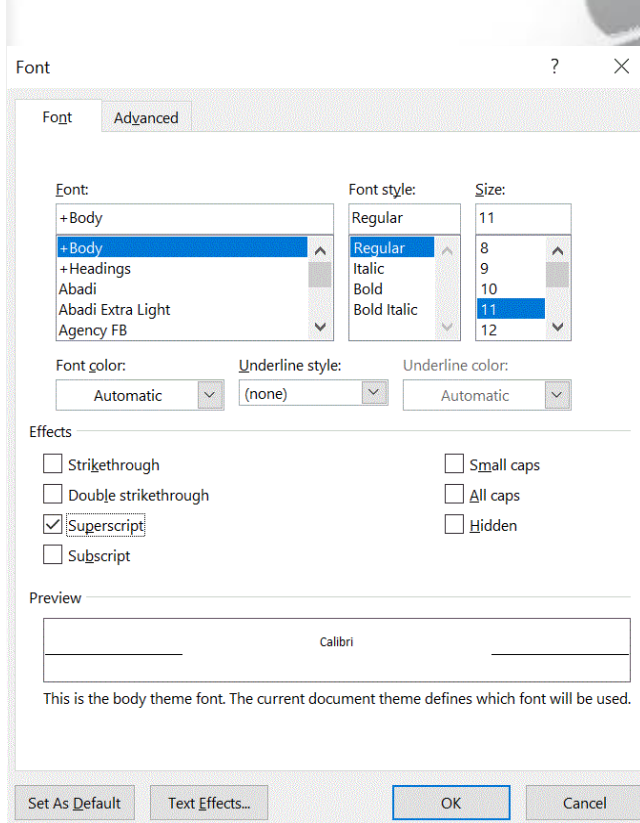 Font ?
Font Advanced
Font: Font style: Size:
+Body Regular 11
+Body Regular 8
+Headings Italic 9
Abadi Bold 10
Abadi Extra Light Bold Italic 11
Agency FB 12
Font color: Underline style: Underline color:
Automatic (none) Automatic
Effects
Strikethrough Small caps
Double strikethrough All caps
Superscript Hidden
Subscript
Preview
Calibri
This is the body theme font. The current document theme defines which font will be used.
Set As Default Text Effects... OK Cancel